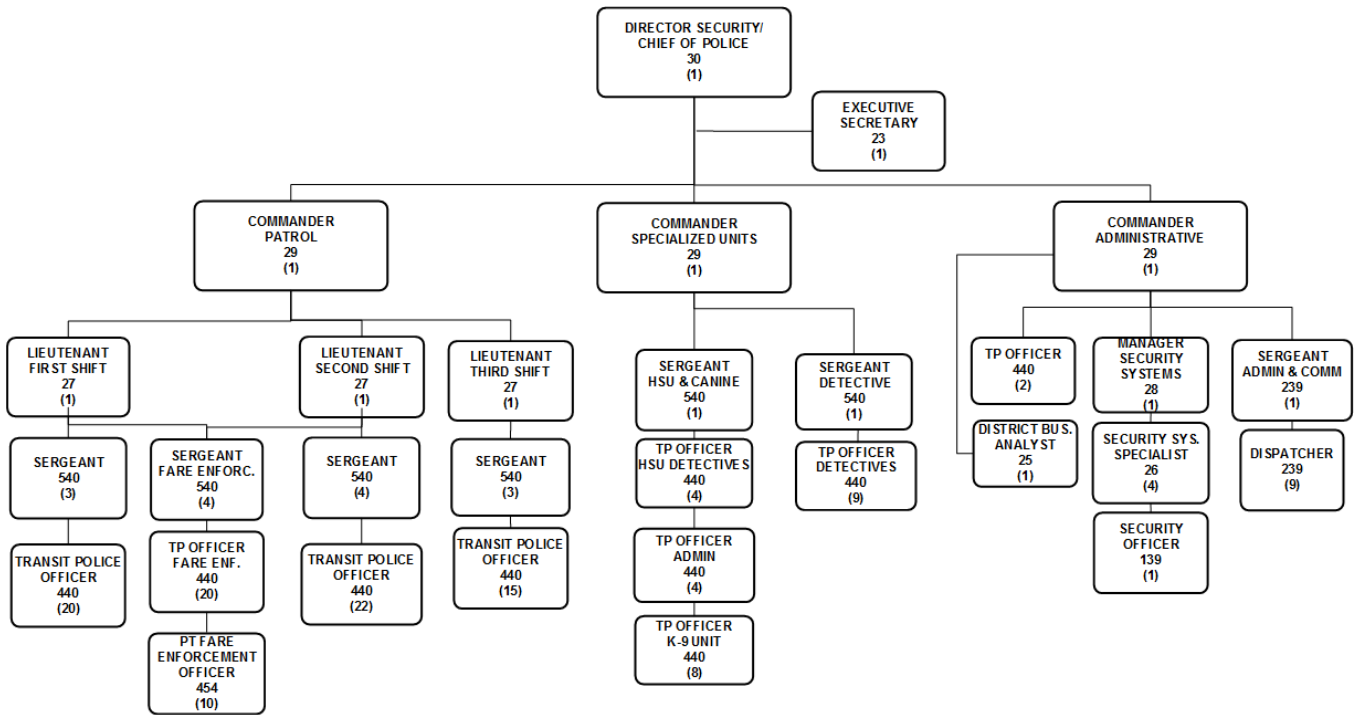 DIRECTOR SECURITY/
CHIEF OF POLICE
30
(1)
EXECUTIVE
SECRETARY
23
(1)
COMMANDER
PATROL
29
(1)
COMMANDER
SPECIALIZED UNITS
29
(1)
COMMANDER
ADMINISTRATIVE
29
(1)
LIEUTENANT
FIRST SHIFT
27
(1)
LIEUTENANT
SECOND SHIFT
27
(1)
LIEUTENANT
THIRD SHIFT
27
(1)
SERGEANT
HSU & CANINE
540
(1)
SERGEANT
DETECTIVE
540
(1)
TP OFFICER
440
(2)
MANAGER
SECURITY
SYSTEMS
28
(1)
SERGEANT
ADMIN & COMM
239
(1)
SERGEANT
540
(3)
SERGEANT
FARE ENFORC.
540
(4)
SERGEANT
540
(4)
SERGEANT
540
(3)
TP OFFICER
HSU DETECTIVES
440
(4)
TP OFFICER
DETECTIVES
440
(9)
DISTRICT BUS.
ANALYST
25
(1)
SECURITY SYS.
SPECIALIST
26
(4)
DISPATCHER
239
(9)
TRANSIT POLICE
OFFICER
440
(20)
TP OFFICER
FARE ENF.
440
(20)
TRANSIT POLICE
OFFICER
440
(22)
TRANSIT POLICE
OFFICER
440
(15)
TP OFFICER
ADMIN
440
(4)
SECURITY
OFFICER
139
(1)
PT FARE
ENFORCEMENT
OFFICER
454
(10)
TP OFFICER
K-9 UNIT
440
(8)